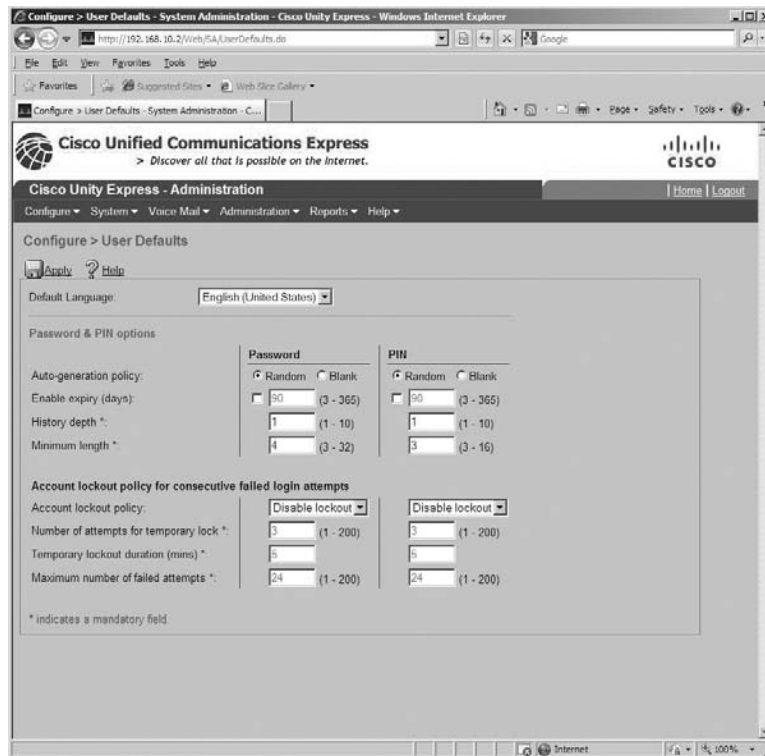 Configure > User Defaults - System Administration - Cisco Unity Express - Windows Internet Explorer
http://192.168.10.2/Web/SA/UserDefaults.do
Google
File Edit View Favorites Tools Help
Favorites Suggested Sites Web Slice Gallery
Configure > User Defaults - System Administration - C...
Page Safety Tools
Cisco Unified Communications Express
> Discover all that is possible on the Internet.
CISCO
Cisco Unity Express - Administration | Home | Logout
Configure System Voice Mail Administration Reports Help
Configure > User Defaults
Apply ? Help
Default Language: English (United States)
Password & PIN options
Password PIN
Auto-generation policy: Random Blank Random Blank
Enable expiry (days): 90 (3 - 365) 90 (3 - 365)
History depth *: 1 (1 - 10) 1 (1 - 10)
Minimum length *: 4 (3 - 32) 3 (3 - 16)
Account lockout policy for consecutive failed login attempts
Account lockout policy: Disable lockout Disable lockout
Number of attempts for temporary lock *: 3 (1 - 200) 3 (1 - 200)
Temporary lockout duration (mins) *: 5 5
Maximum number of failed attempts *: 24 (1 - 200) 24 (1 - 200)
* indicates a mandatory field
Internet 100%